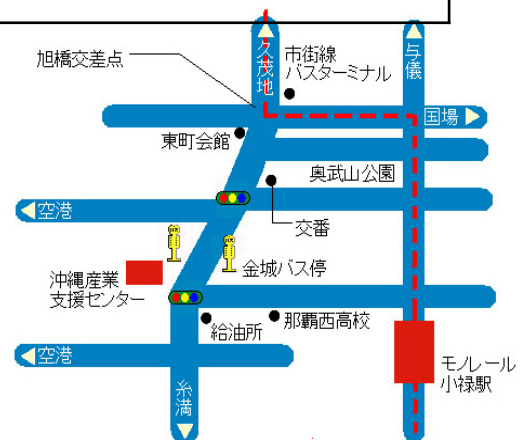 久茂地
与儀
旭橋交差点
市街線
バスターミナル
国場
東町会館
奥武山公園
空港
交番
金城バス停
沖縄産業
支援センター
給油所
那覇西高校
空港
モノレール
小禄駅
糸満